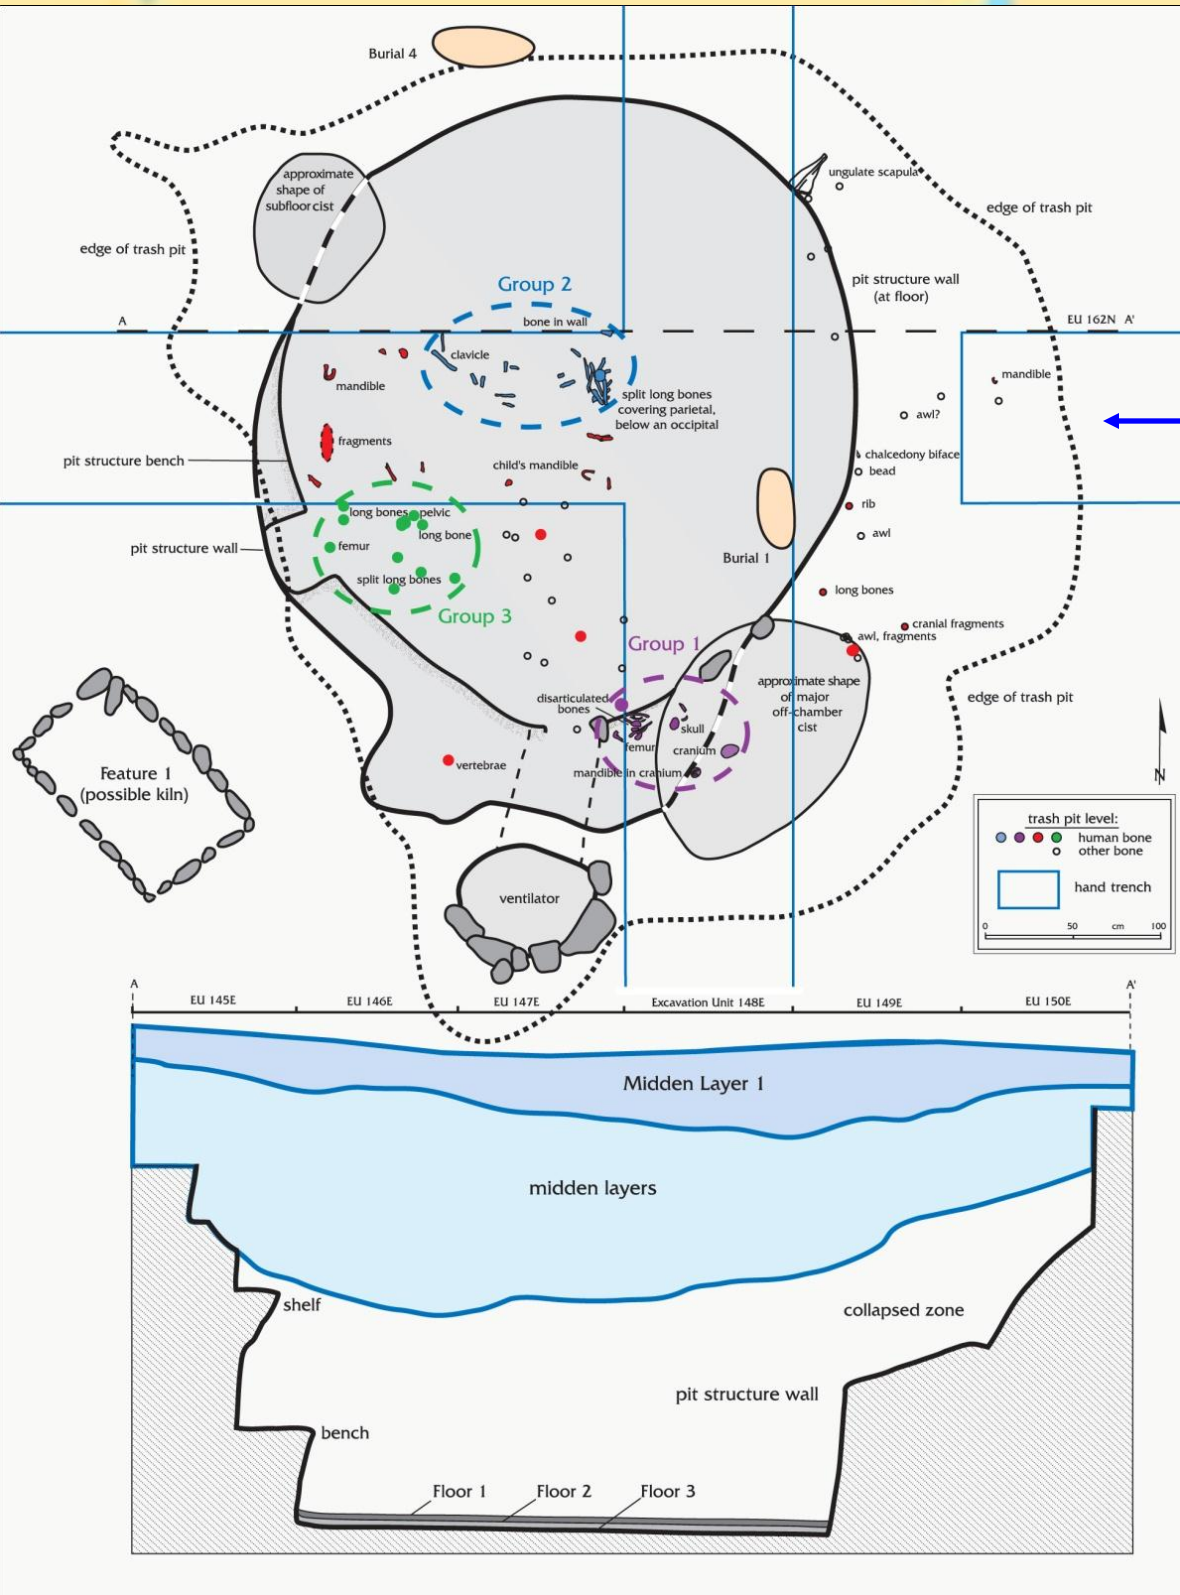 Burial 4
approximate
shape of
subfloor cist
ungulate scapula
edge of trash pit
edge of trash pit
pit structure wall
(at floor)
Group 2
A
bone in wall
EU 162N A'
clavicle
mandible
mandible
split long bones
covering parietal,
below an occipital
awl?
fragments
pit structure bench
child's mandible
chalcedony biface
bead
long bones
pelvic
rib
long bone
awl
pit structure wall
femur
Burial 1
split long bones
long bones
Group 3
cranial fragments
awl, fragments
Group 1
approximate shape
of major
off-chamber
cist
edge of trash pit
disarticulated
bones
skull
femur
cranium
mandible in cranium
vertebrae
Feature 1
(possible kiln)
N
trash pit level:
human bone
other bone
hand trench
0 50 cm 100
ventilator
A
A'
EU 145E
EU 146E
EU 147E
Excavation Unit 148E
EU 149E
EU 150E
Midden Layer 1
midden layers
shelf
collapsed zone
pit structure wall
bench
Floor 1
Floor 2
Floor 3